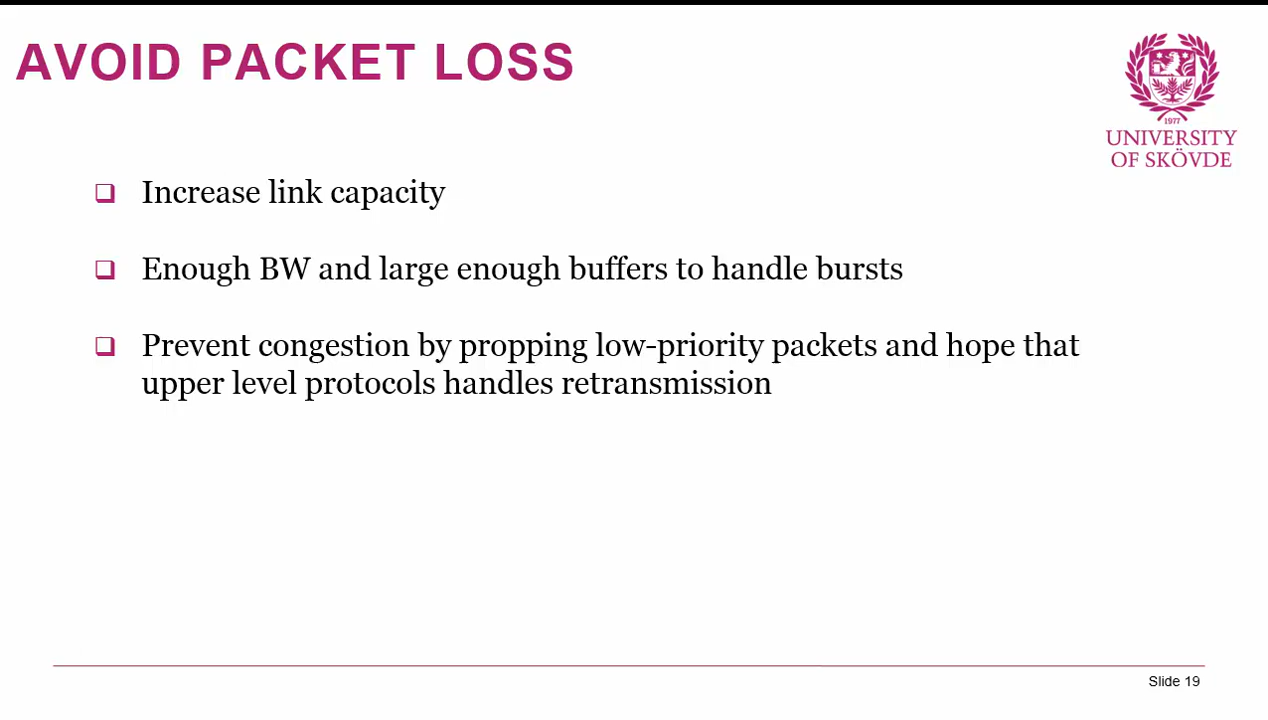 AVOID PACKET LOSS
1977
UNIVERSITY
OF SKÖVDE
Increase link capacity
Enough BW and large enough buffers to handle bursts
Prevent congestion by propping low-priority packets and hope that
upper level protocols handles retransmission
Slide 19